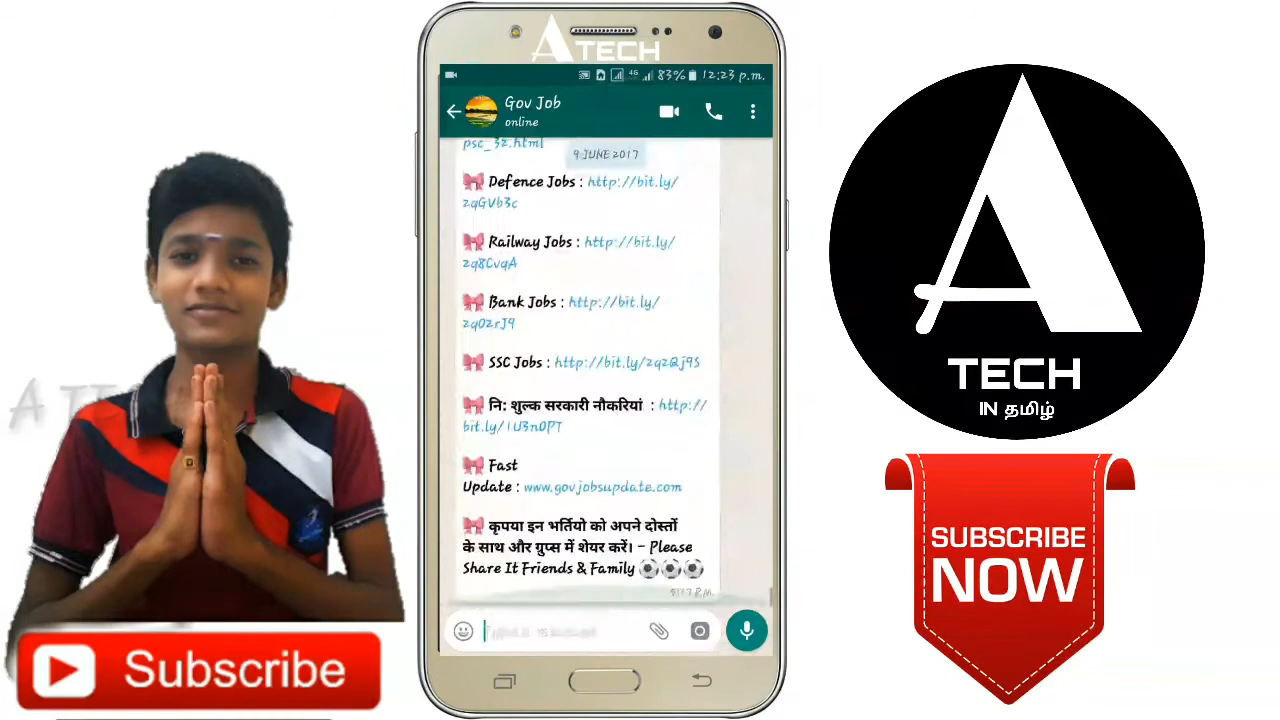 A TECH
83% 12:23 p.m.
Gov Job
online
psc_32.html
9 JUNE 2017
Defence Jobs : http://bit.ly/
2qGVb3c
Railway Jobs : http://bit.ly/
2q8CvqA
Bank Jobs : http://bit.ly/
2qO2rJ9
SSC Jobs : http://bit.ly/2q2Qj9S
नि: शुल्क सरकारी नौकरियां : http://
bit.ly/1U3n0PT
Fast
Update : www.govjobsupdate.com
कृपया इन भर्तियो को अपने दोस्तों
के साथ और ग्रुप्स में शेयर करें। - Please
Share It Friends & Family
Subscribe
A
TECH
IN தமிழ்
SUBSCRIBE
NOW